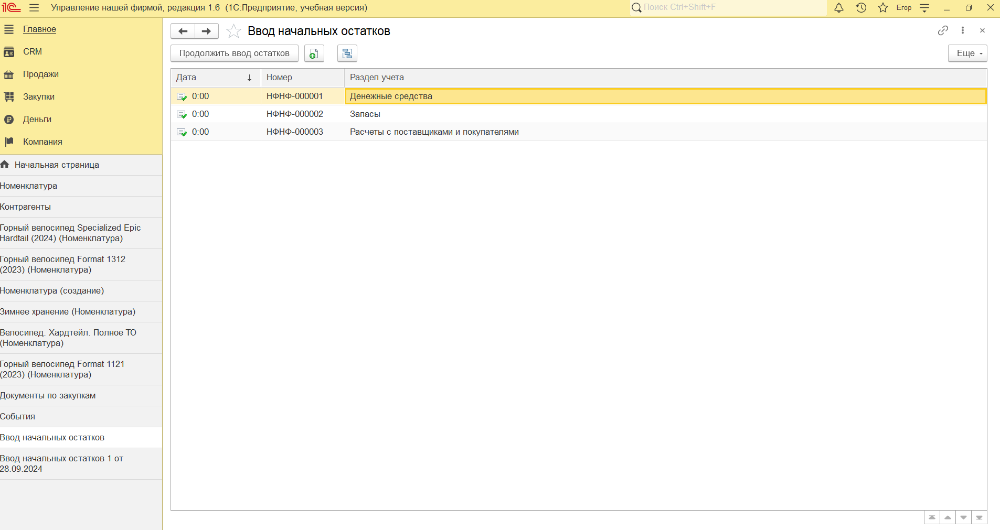 1С Управление нашей фирмой, редакция 1.6 (1С:Предприятие, учебная версия) Поиск Ctrl+Shift+F Егор
Главное
CRM
Продажи
Закупки
Деньги
Компания
Начальная страница
Номенклатура
Контрагенты
Горный велосипед Specialized Epic
Hardtail (2024) (Номенклатура)
Горный велосипед Format 1312
(2023) (Номенклатура)
Номенклатура (создание)
Зимнее хранение (Номенклатура)
Велосипед. Хардтейл. Полное ТО
(Номенклатура)
Горный велосипед Format 1121
(2023) (Номенклатура)
Документы по закупкам
События
Ввод начальных остатков
Ввод начальных остатков 1 от
28.09.2024
Ввод начальных остатков
Продолжить ввод остатков Еще
Дата Номер Раздел учета
0:00 НФНФ-000001 Денежные средства
0:00 НФНФ-000002 Запасы
0:00 НФНФ-000003 Расчеты с поставщиками и покупателями